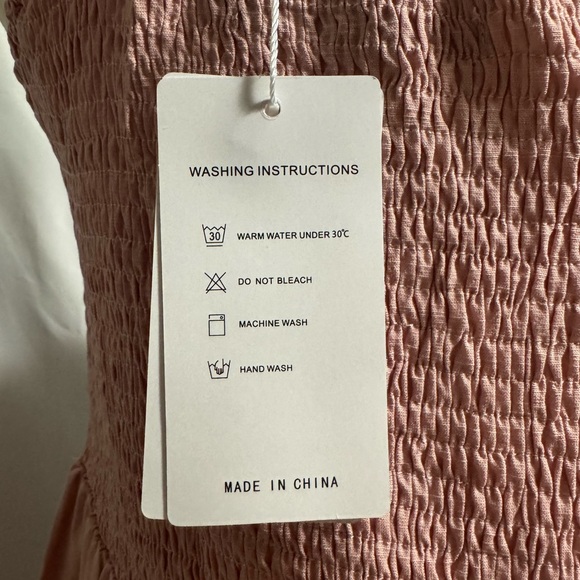 WASHING INSTRUCTIONS
30 WARM WATER UNDER 30℃
DO NOT BLEACH
MACHINE WASH
HAND WASH
MADE IN CHINA